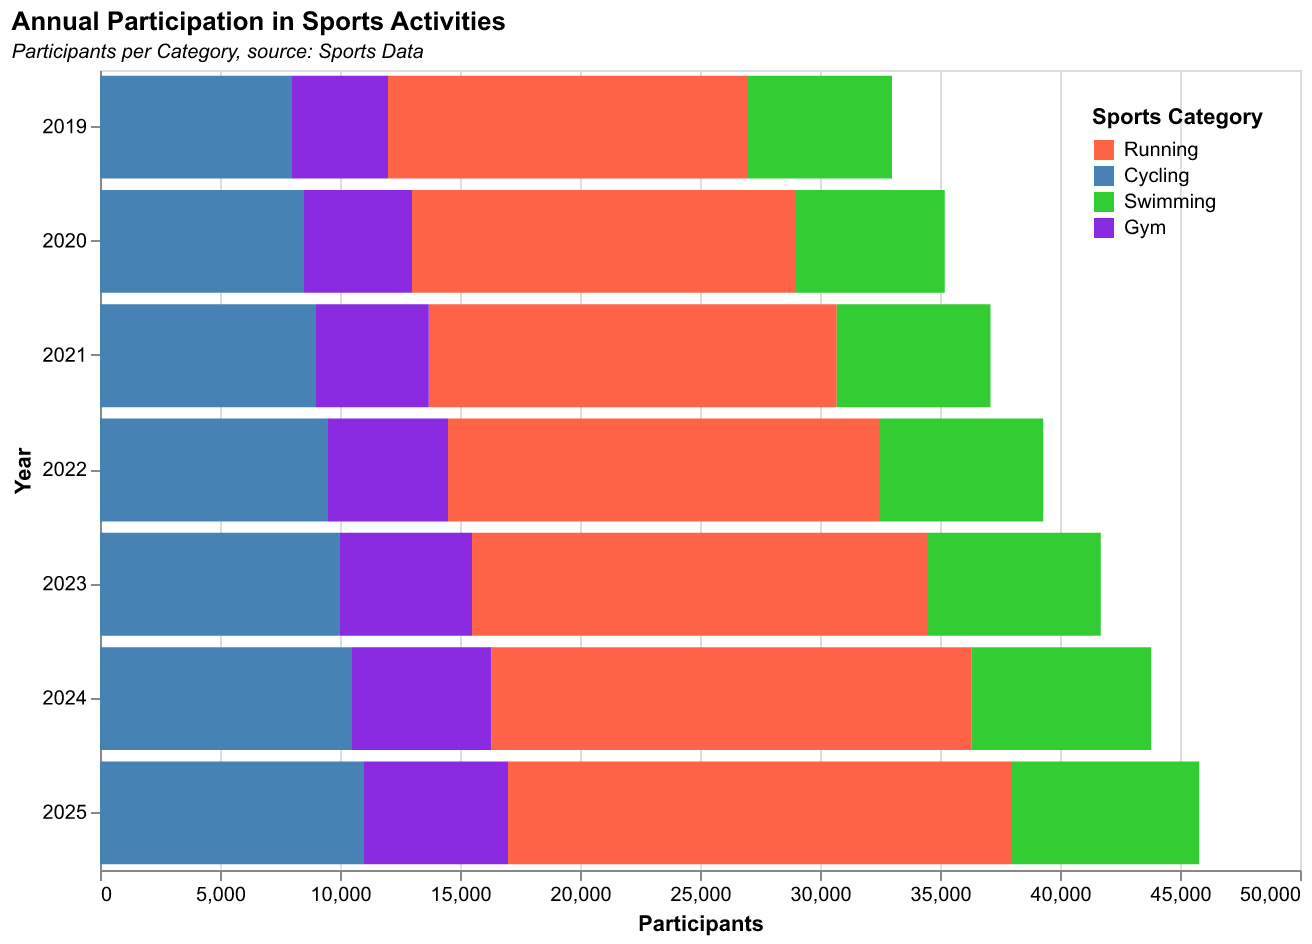 Annual Participation in Sports Activities
Participants per Category, source: Sports Data
Sports Category
Running
Cycling
Swimming
Gym
Year
2019
2020
2021
2022
2023
2024
2025
0 5,000 10,000 15,000 20,000 25,000 30,000 35,000 40,000 45,000 50,000
Participants